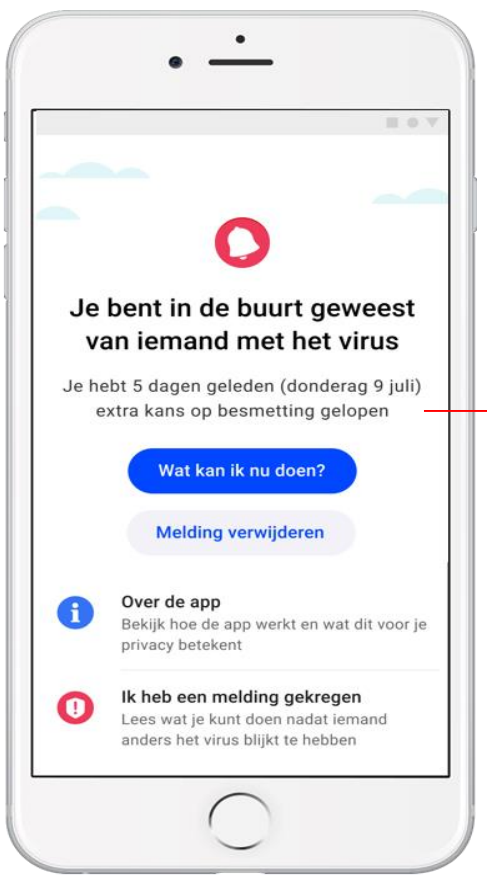 Je bent in de buurt geweest
van iemand met het virus
Je hebt 5 dagen geleden (donderag 9 juli)
extra kans op besmetting gelopen
Wat kan ik nu doen?
Melding verwijderen
Over de app
Bekijk hoe de app werkt en wat dit voor je
privacy betekent
Ik heb een melding gekregen
Lees wat je kunt doen nadat iemand
anders het virus blijkt te hebben